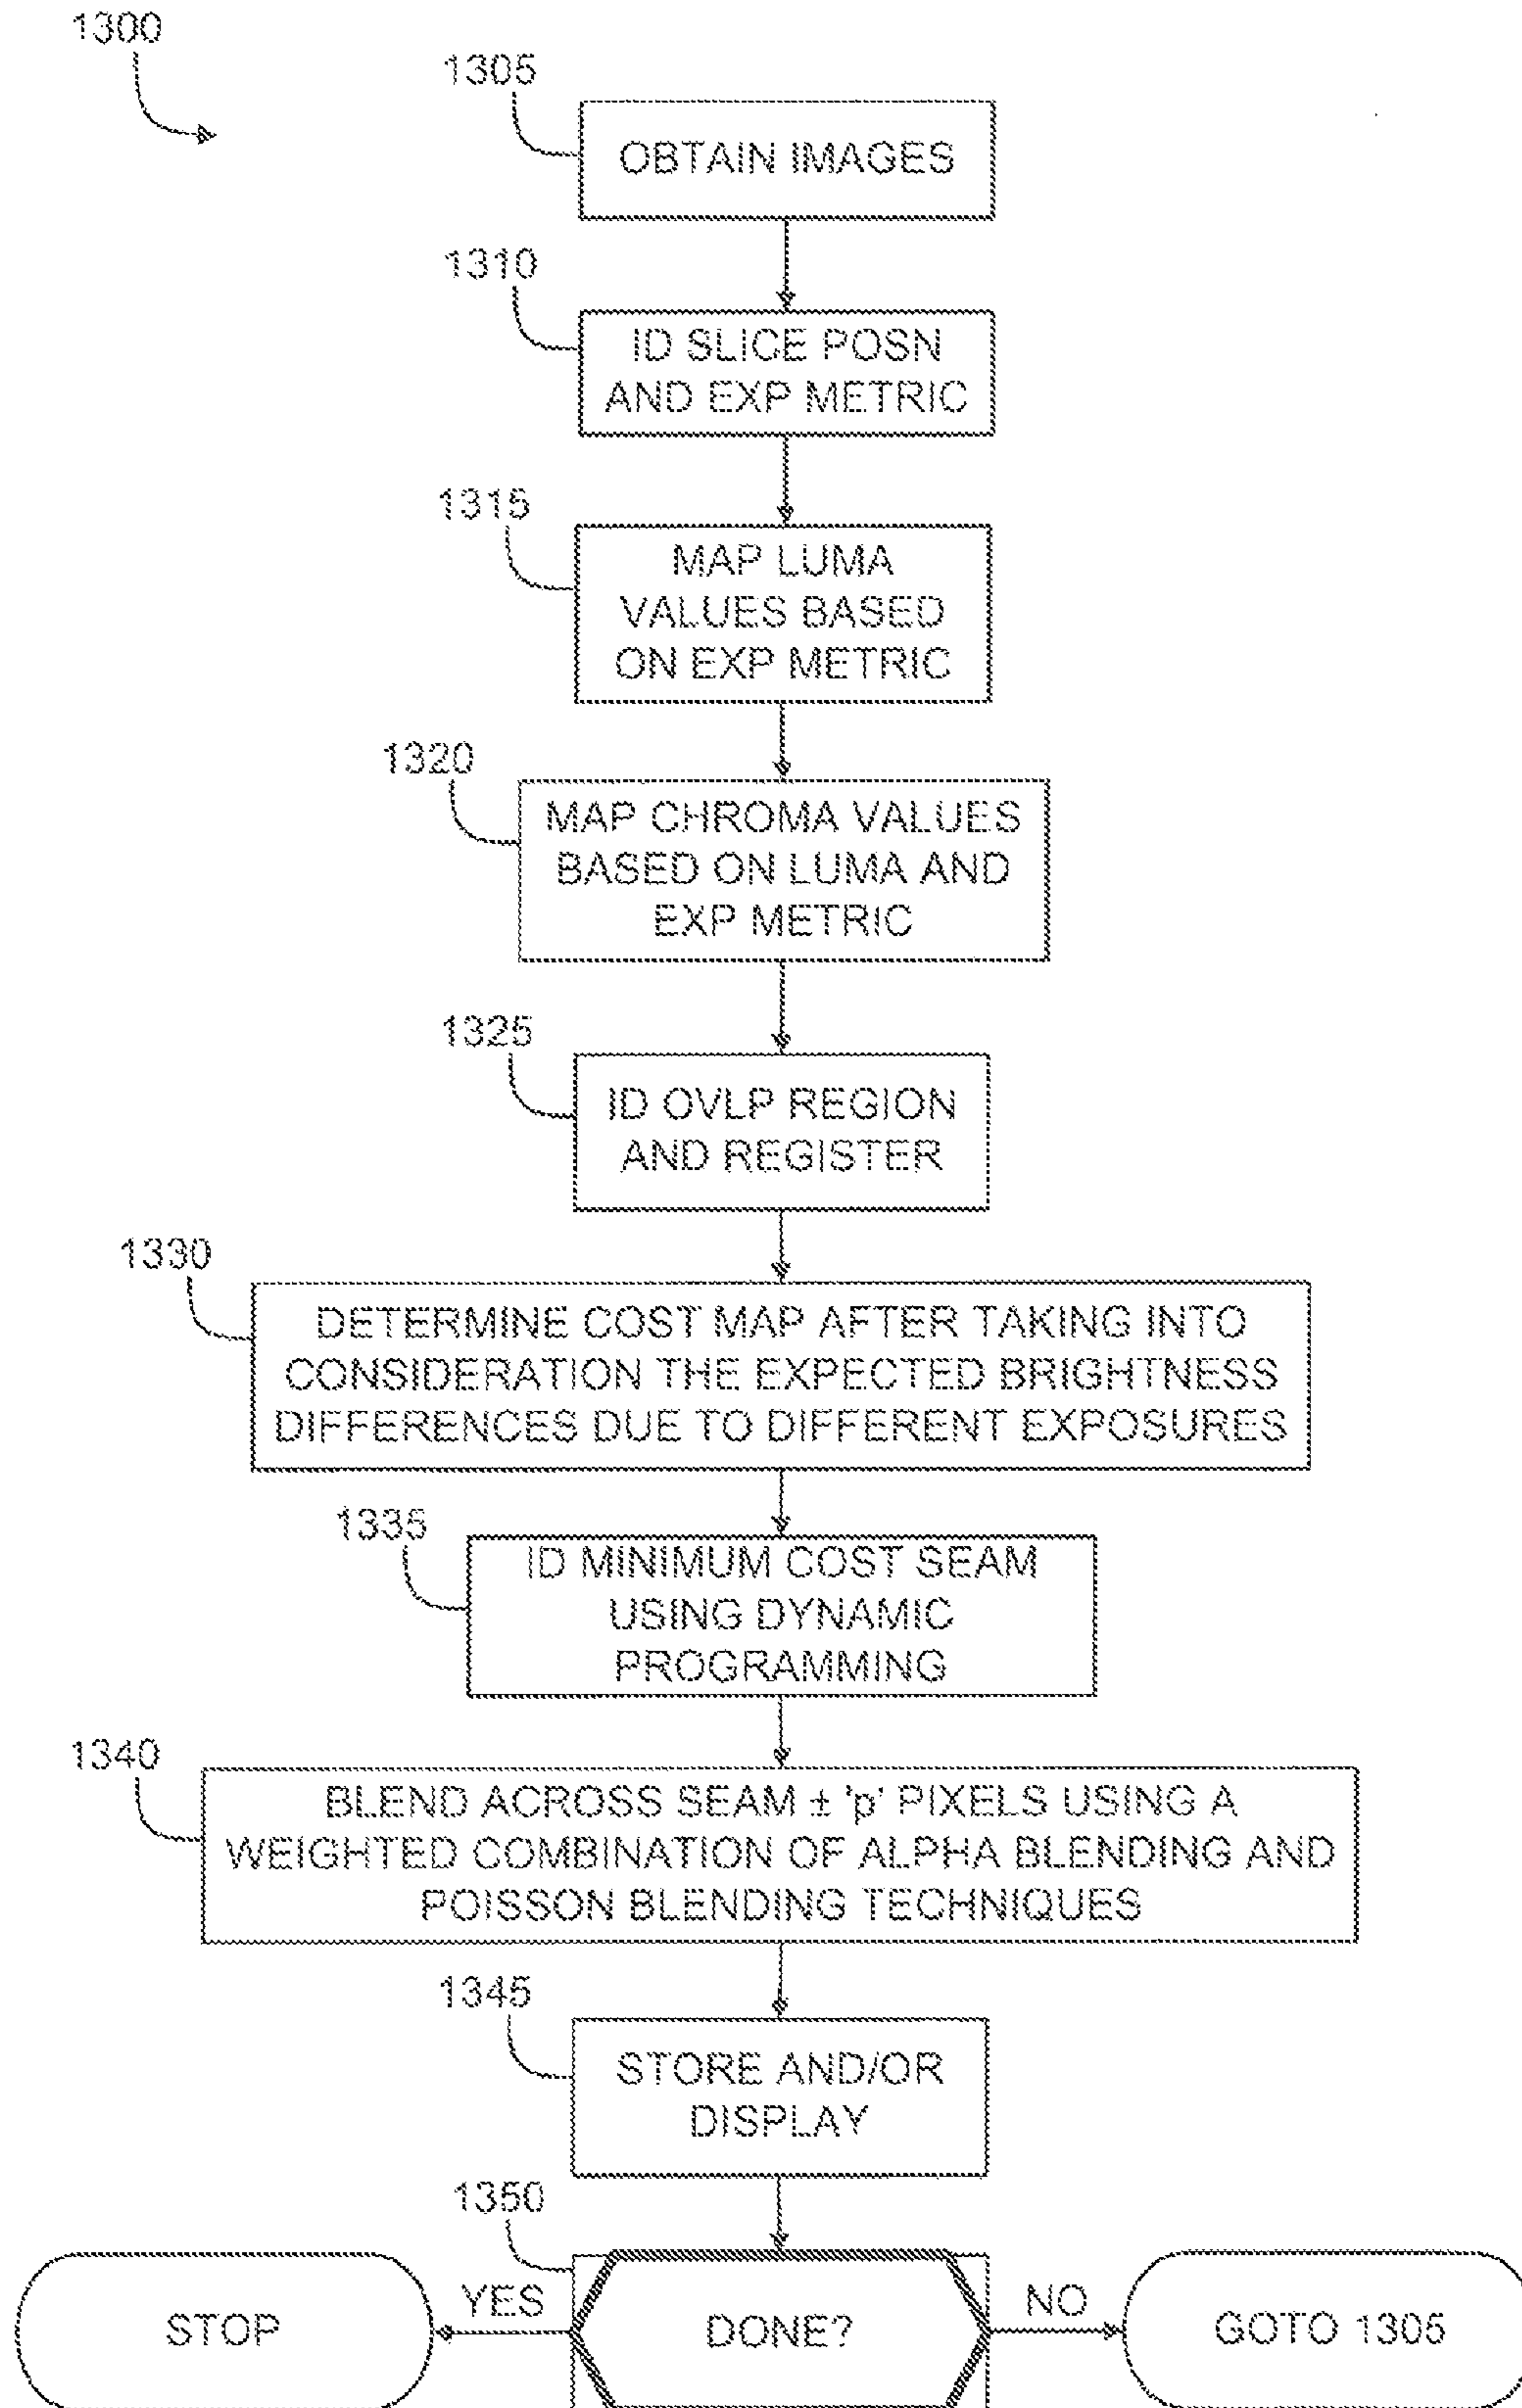 1300
1305
OBTAIN IMAGES
1310
ID SLICE POSN
AND EXP METRIC
1315
MAP LUMA
VALUES BASED
ON EXP METRIC
1320
MAP CHROMA VALUES
BASED ON LUMA AND
EXP METRIC
1325
ID OVLP REGION
AND REGISTER
1330
DETERMINE COST MAP AFTER TAKING INTO
CONSIDERATION THE EXPECTED BRIGHTNESS
DIFFERENCES DUE TO DIFFERENT EXPOSURES
1335
ID MINIMUM COST SEAM
USING DYNAMIC
PROGRAMMING
1340
BLEND ACROSS SEAM ± 'p' PIXELS USING A
WEIGHTED COMBINATION OF ALPHA BLENDING AND
POISSON BLENDING TECHNIQUES
1345
STORE AND/OR
DISPLAY
1350
STOP
YES
DONE?
NO
GOTO 1305